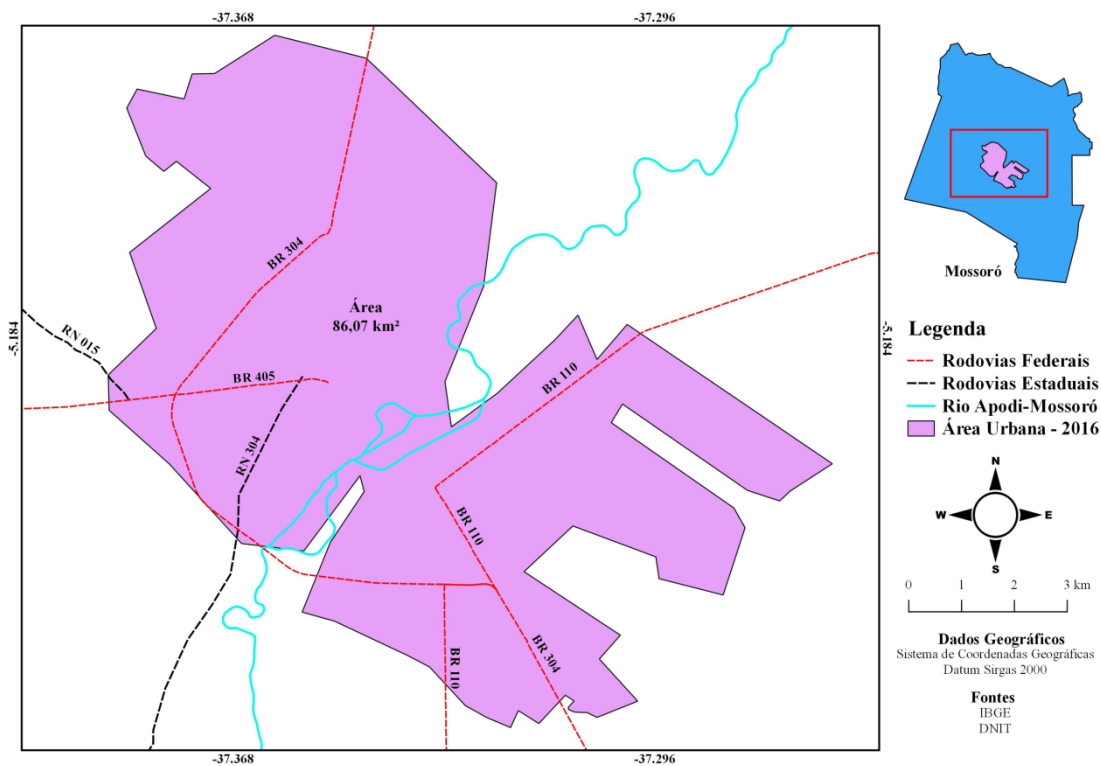 -37.368
-37.296
BR 304
Área
86,07 km²
-5.184
-5.184
RN 015
BR 405
BR 110
RN 304
BR 110
BR 304
BR 110
-37.368
-37.296
Mossoró
Legenda
Rodovias Federais
Rodovias Estaduais
Rio Apodi-Mossoró
Área Urbana - 2016
N
W
E
S
0 1 2 3 km
Dados Geográficos
Sistema de Coordenadas Geográficas
Datum Sirgas 2000
Fontes
IBGE
DNIT